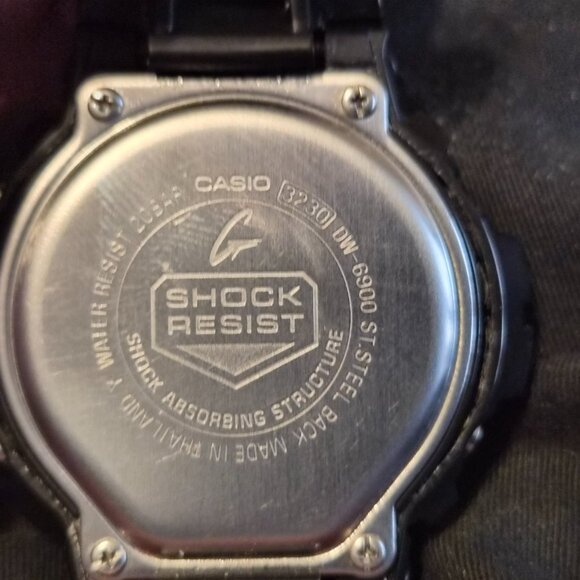 CASIO 3230 DW-6900 ST.STEEL BACK MADE IN THAILAND Y WATER RESIST 20BAR
G
SHOCK
RESIST
SHOCK ABSORBING STRUCTURE